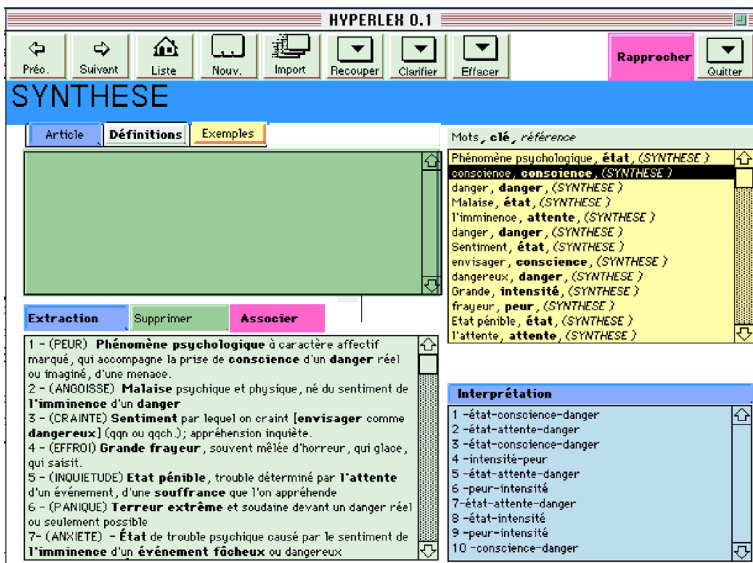 HYPERLEX 0.1
Préc. Suivant Liste Nouv. Import Recouper Clarifier Effacer Rapprocher Quitter
SYNTHESE
Article Définitions Exemples
Mots, clé, référence
Phénomène psychologique, état, (SYNTHESE )
conscience, conscience, (SYNTHESE )
danger, danger, (SYNTHESE )
Malaise, état, (SYNTHESE )
l'imminence, attente, (SYNTHESE )
danger, danger, (SYNTHESE )
Sentiment, état, (SYNTHESE )
envisager, conscience, (SYNTHESE )
dangereux, danger, (SYNTHESE )
Grande, intensité, (SYNTHESE )
frayeur, peur, (SYNTHESE )
Etat pénible, état, (SYNTHESE )
l'attente, attente, (SYNTHESE )
Extraction Supprimer Associer
1 - (PEUR) Phénomène psychologique à caractère affectif
marqué, qui accompagne la prise de conscience d'un danger réel
ou imaginé, d'une menace.
2 - (ANGOISSE) Malaise psychique et physique, né du sentiment de
l'imminence d'un danger
3 - (CRAINTE) Sentiment par lequel on craint [envisager comme
dangereux] (qqn ou qqch.); appréhension inquiète.
4 - (EFFROI) Grande frayeur, souvent mêlée d'horreur, qui glace,
qui saisit.
5 - (INQUIETUDE) Etat pénible, trouble déterminé par l'attente
d'un événement, d'une souffrance que l'on appréhende
6 - (PANIQUE) Terreur extrême et soudaine devant un danger réel
ou seulement possible
7- (ANXIETE) - État de trouble psychique causé par le sentiment de
l'imminence d'un événement fâcheux ou dangereux
Interprétation
1 -état-conscience-danger
2 -état-attente-danger
3 -état-conscience-danger
4 -intensité-peur
5 -état-attente-danger
6 -peur-intensité
7-état-attente-danger
8 -état-intensité
9 -peur-intensité
10 -conscience-danger